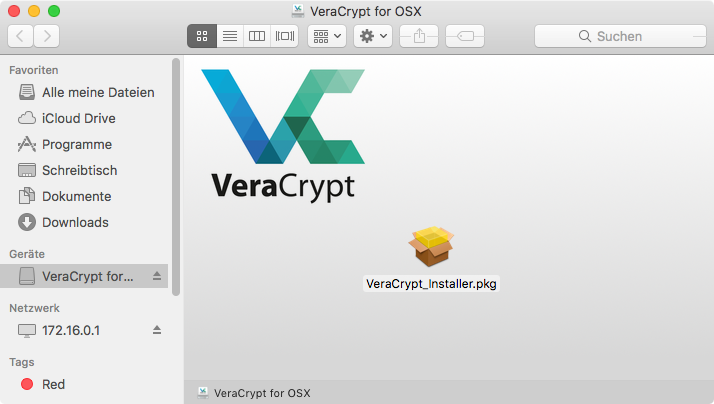 VeraCrypt for OSX
Suchen
Favoriten
Alle meine Dateien
iCloud Drive
Programme
Schreibtisch
Dokumente
Downloads
Geräte
VeraCrypt for...
Netzwerk
172.16.0.1
Tags
Red
VeraCrypt
VeraCrypt_Installer.pkg
VeraCrypt for OSX